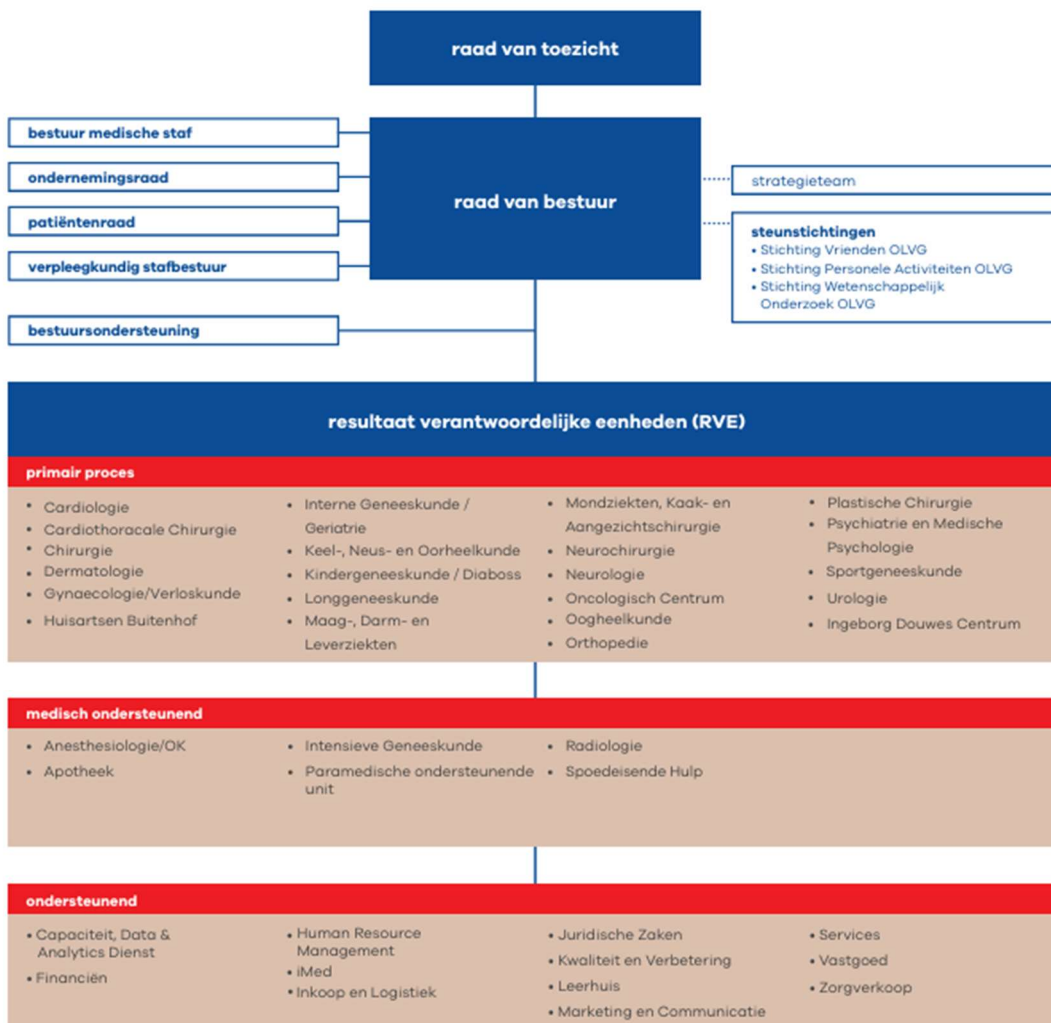 raad van toezicht
bestuur medische staf
ondernemingsraad
patiëntenraad
verpleegkundig stafbestuur
bestuursondersteuning
raad van bestuur
strategieteam
steunstichtingen
• Stichting Vrienden OLVG
• Stichting Personele Activiteiten OLVG
• Stichting Wetenschappelijk
Onderzoek OLVG
resultaat verantwoordelijke eenheden (RVE)
primair proces
• Cardiologie
• Cardiothoracale Chirurgie
• Chirurgie
• Dermatologie
• Gynaecologie/Verloskunde
• Huisartsen Buitenhof
• Interne Geneeskunde /
Geriatrie
• Keel-, Neus- en Oorheelkunde
• Kindergeneeskunde / Diaboss
• Longgeneeskunde
• Maag-, Darm- en
Leverziekten
• Mondziekten, Kaak- en
Aangezichtschirurgie
• Neurochirurgie
• Neurologie
• Oncologisch Centrum
• Oogheelkunde
• Orthopedie
• Plastische Chirurgie
• Psychiatrie en Medische
Psychologie
• Sportgeneeskunde
• Urologie
• Ingeborg Douwes Centrum
medisch ondersteunend
• Anesthesiologie/OK
• Apotheek
• Intensieve Geneeskunde
• Paramedische ondersteunende
unit
• Radiologie
• Spoedeisende Hulp
ondersteunend
• Capaciteit, Data &
Analytics Dienst
• Financiën
• Human Resource
Management
• iMed
• Inkoop en Logistiek
• Juridische Zaken
• Kwaliteit en Verbetering
• Leerhuis
• Marketing en Communicatie
• Services
• Vastgoed
• Zorgverkoop